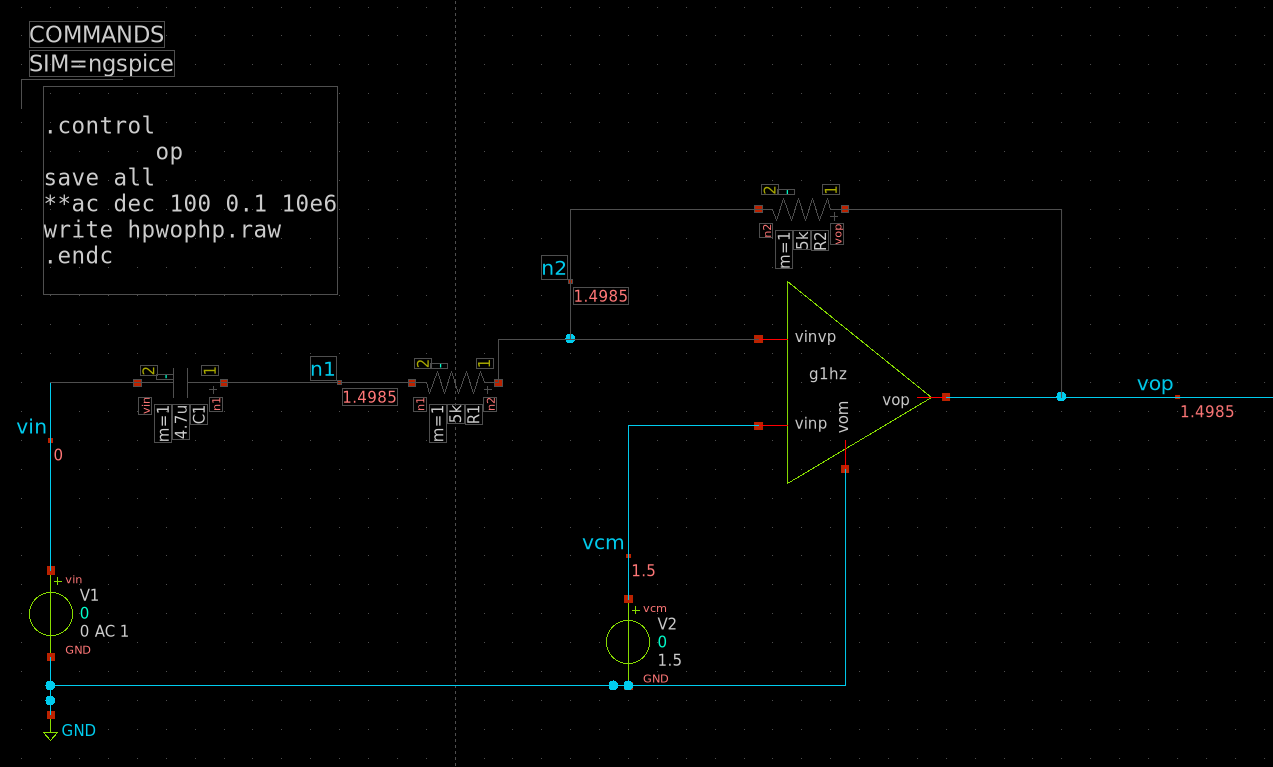 COMMANDS
SIM=ngspice
.control
op
save all
**ac dec 100 0.1 10e6
write hpwophp.raw
.endc
2
1
n2
vop
m=1
5k
R2
n2
1.4985
vinvp
g1hz
vop
vom
vinp
vop
1.4985
2
1
vin
n1
m=1
4.7u
C1
n1
1.4985
2
1
n1
n2
m=1
5k
R1
vin
0
vcm
1.5
+ vin
V1
0
0 AC 1
GND
+ vcm
V2
0
1.5
GND
GND